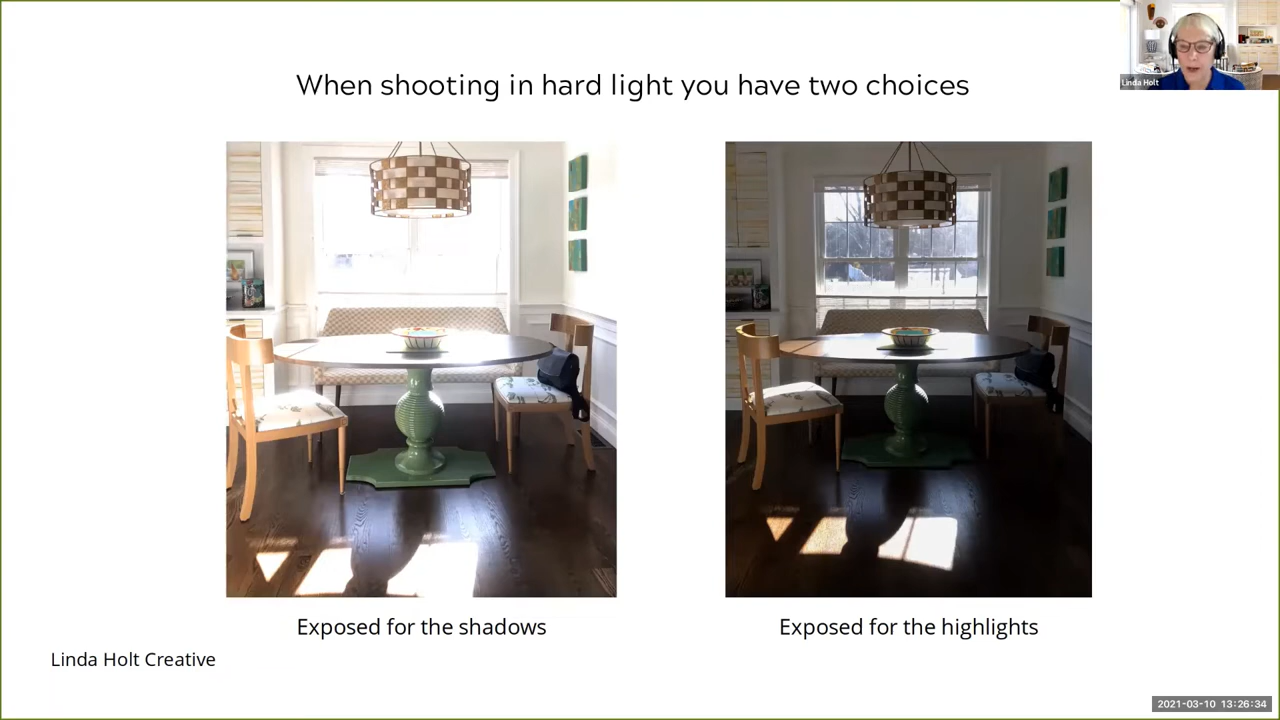 When shooting in hard light you have two choices
Linda Holt
Exposed for the shadows
Exposed for the highlights
Linda Holt Creative
2021-03-10 13:26:34